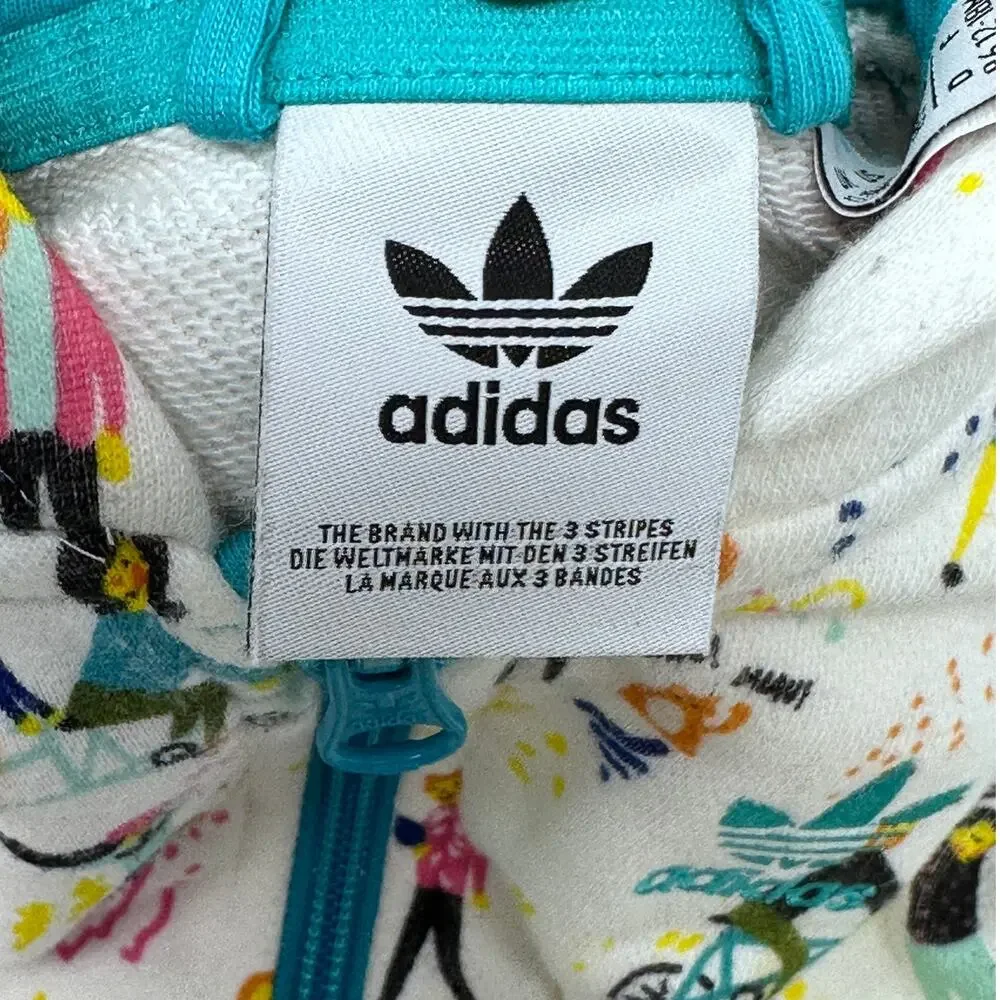 adidas
THE BRAND WITH THE 3 STRIPES
DIE WELTMARKE MIT DEN 3 STREIFEN
LA MARQUE AUX 3 BANDES
adidas
adidas